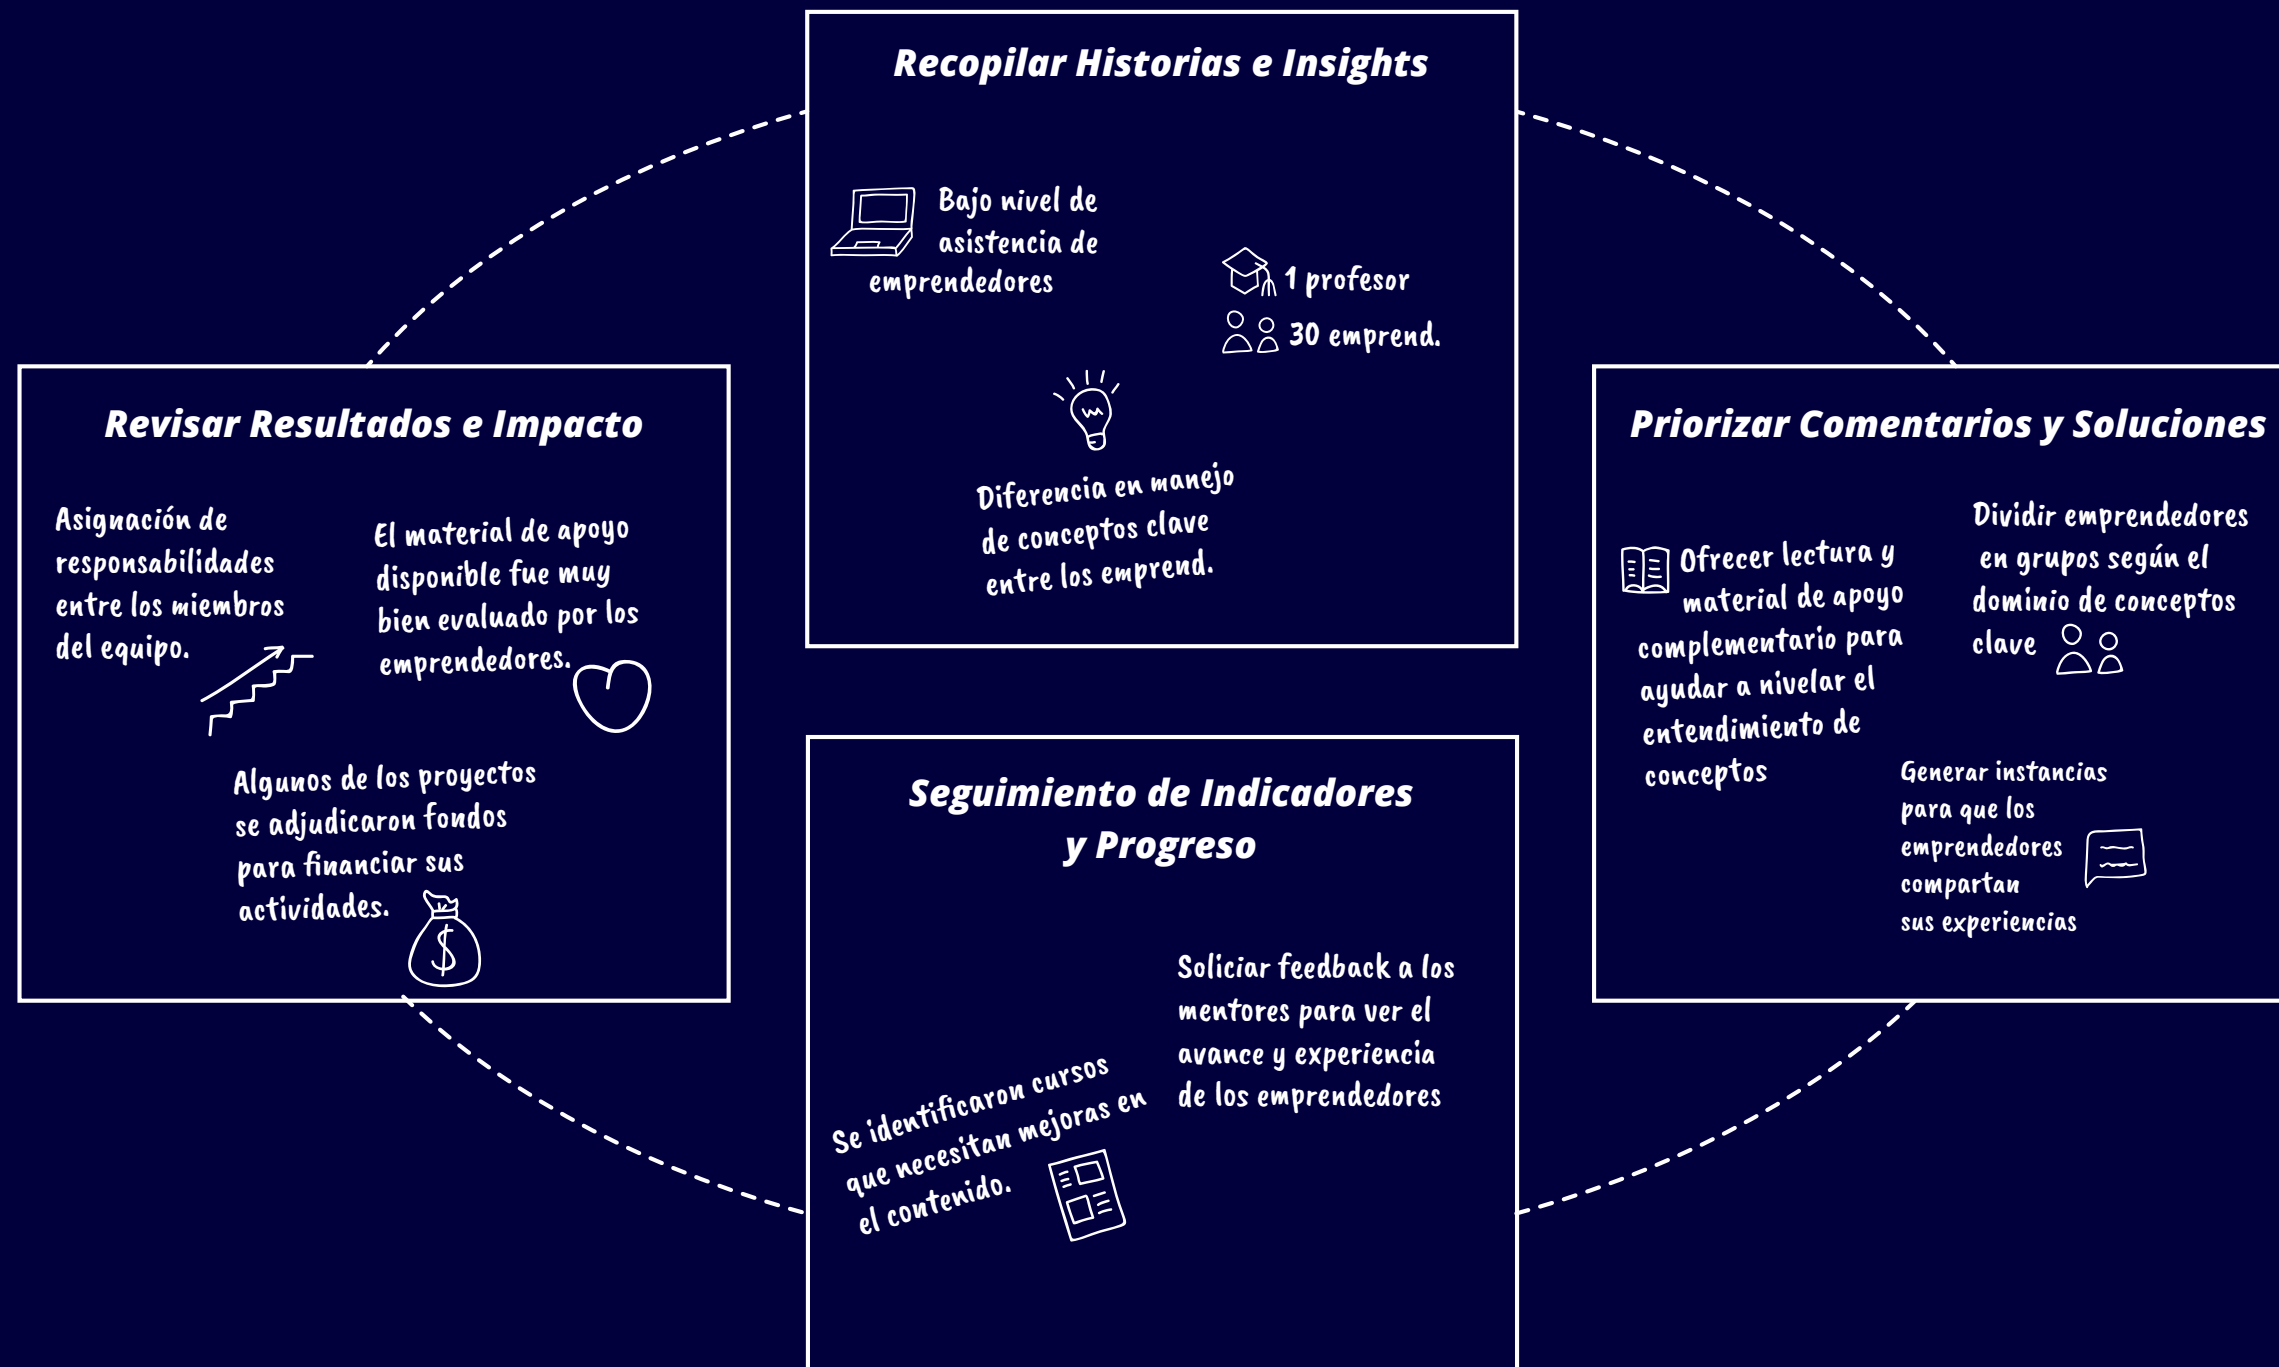 Recopilar Historias e Insights
Bajo nivel de
asistencia de
emprendedores
1 profesor
30 emprend.
Diferencia en manejo
de conceptos clave
entre los emprend.
Revisar Resultados e Impacto
Asignación de
responsabilidades
entre los miembros
del equipo.
El material de apoyo
disponible fue muy
bien evaluado por los
emprendedores.
Algunos de los proyectos
se adjudicaron fondos
para financiar sus
actividades.
$
Priorizar Comentarios y Soluciones
Ofrecer lectura y
material de apoyo
complementario para
ayudar a nivelar el
entendimiento de
conceptos
Dividir emprendedores
en grupos según el
dominio de conceptos
clave
Generar instancias
para que los
emprendedores
compartan
sus experiencias
Seguimiento de Indicadores
y Progreso
Soliciar feedback a los
mentores para ver el
avance y experiencia
de los emprendedores
Se identificaron cursos
que necesitan mejoras en
el contenido.